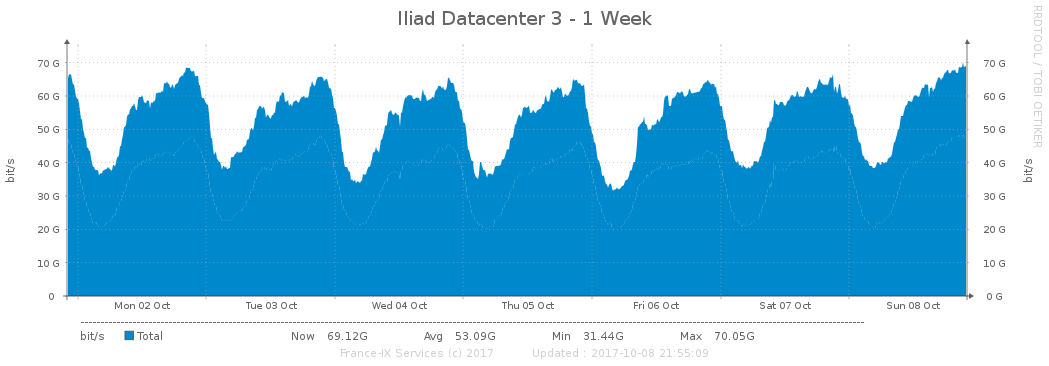 Iliad Datacenter 3 - 1 Week
RRDTOOL / TOBI OETIKER
bit/s
70 G 70 G
60 G 60 G
50 G 50 G
40 G 40 G
30 G 30 G
20 G 20 G
10 G 10 G
0 0 G
bit/s
Mon 02 Oct Tue 03 Oct Wed 04 Oct Thu 05 Oct Fri 06 Oct Sat 07 Oct Sun 08 Oct
bit/s Total Now 69.12G Avg 53.09G Min 31.44G Max 70.05G
France-IX Services (c) 2017 Updated : 2017-10-08 21:55:09